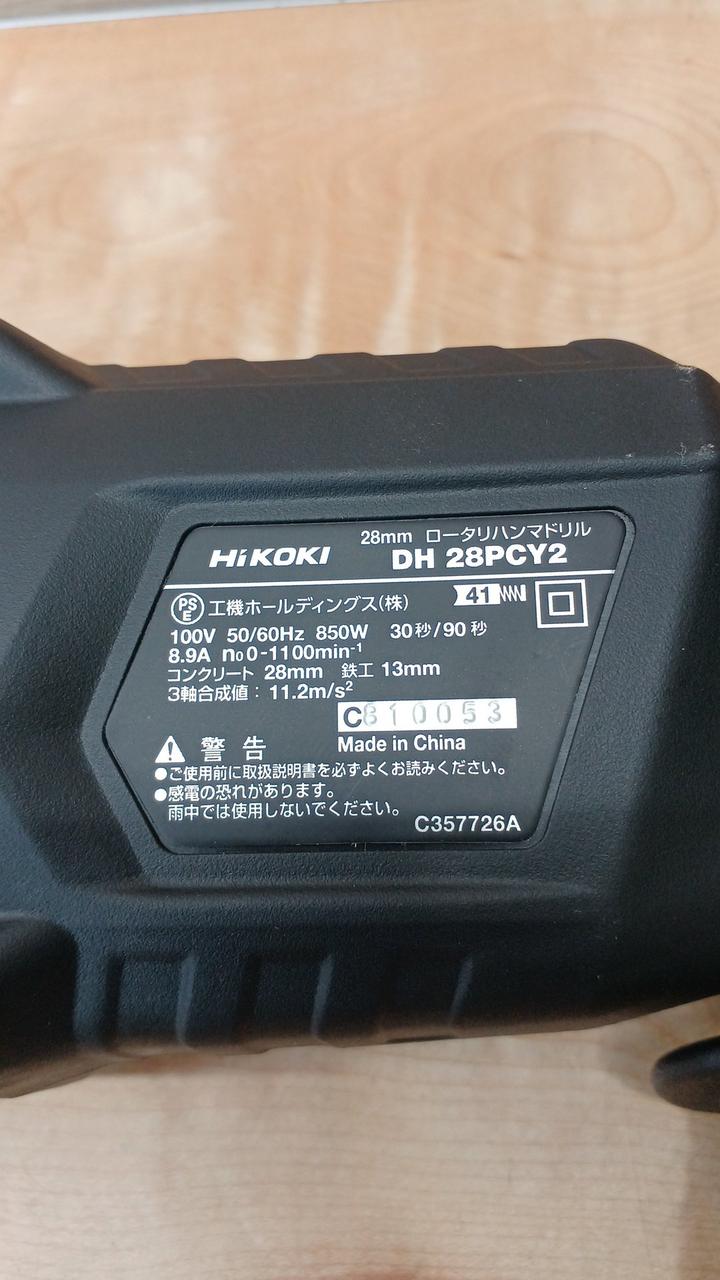 28mm ロータリハンマドリル
HiKOKI DH 28PCY2
PS E 工機ホールディングス(株) 41
100V 50/60Hz 850W 30秒/90秒
8.9A n₀0-1100min⁻¹
コンクリート 28mm 鉄工 13mm
3軸合成値：11.2m/s²
C810053
Made in China
警告
●ご使用前に取扱説明書を必ずよくお読みください。
●感電の恐れがあります。
雨中では使用しないでください。
C357726A